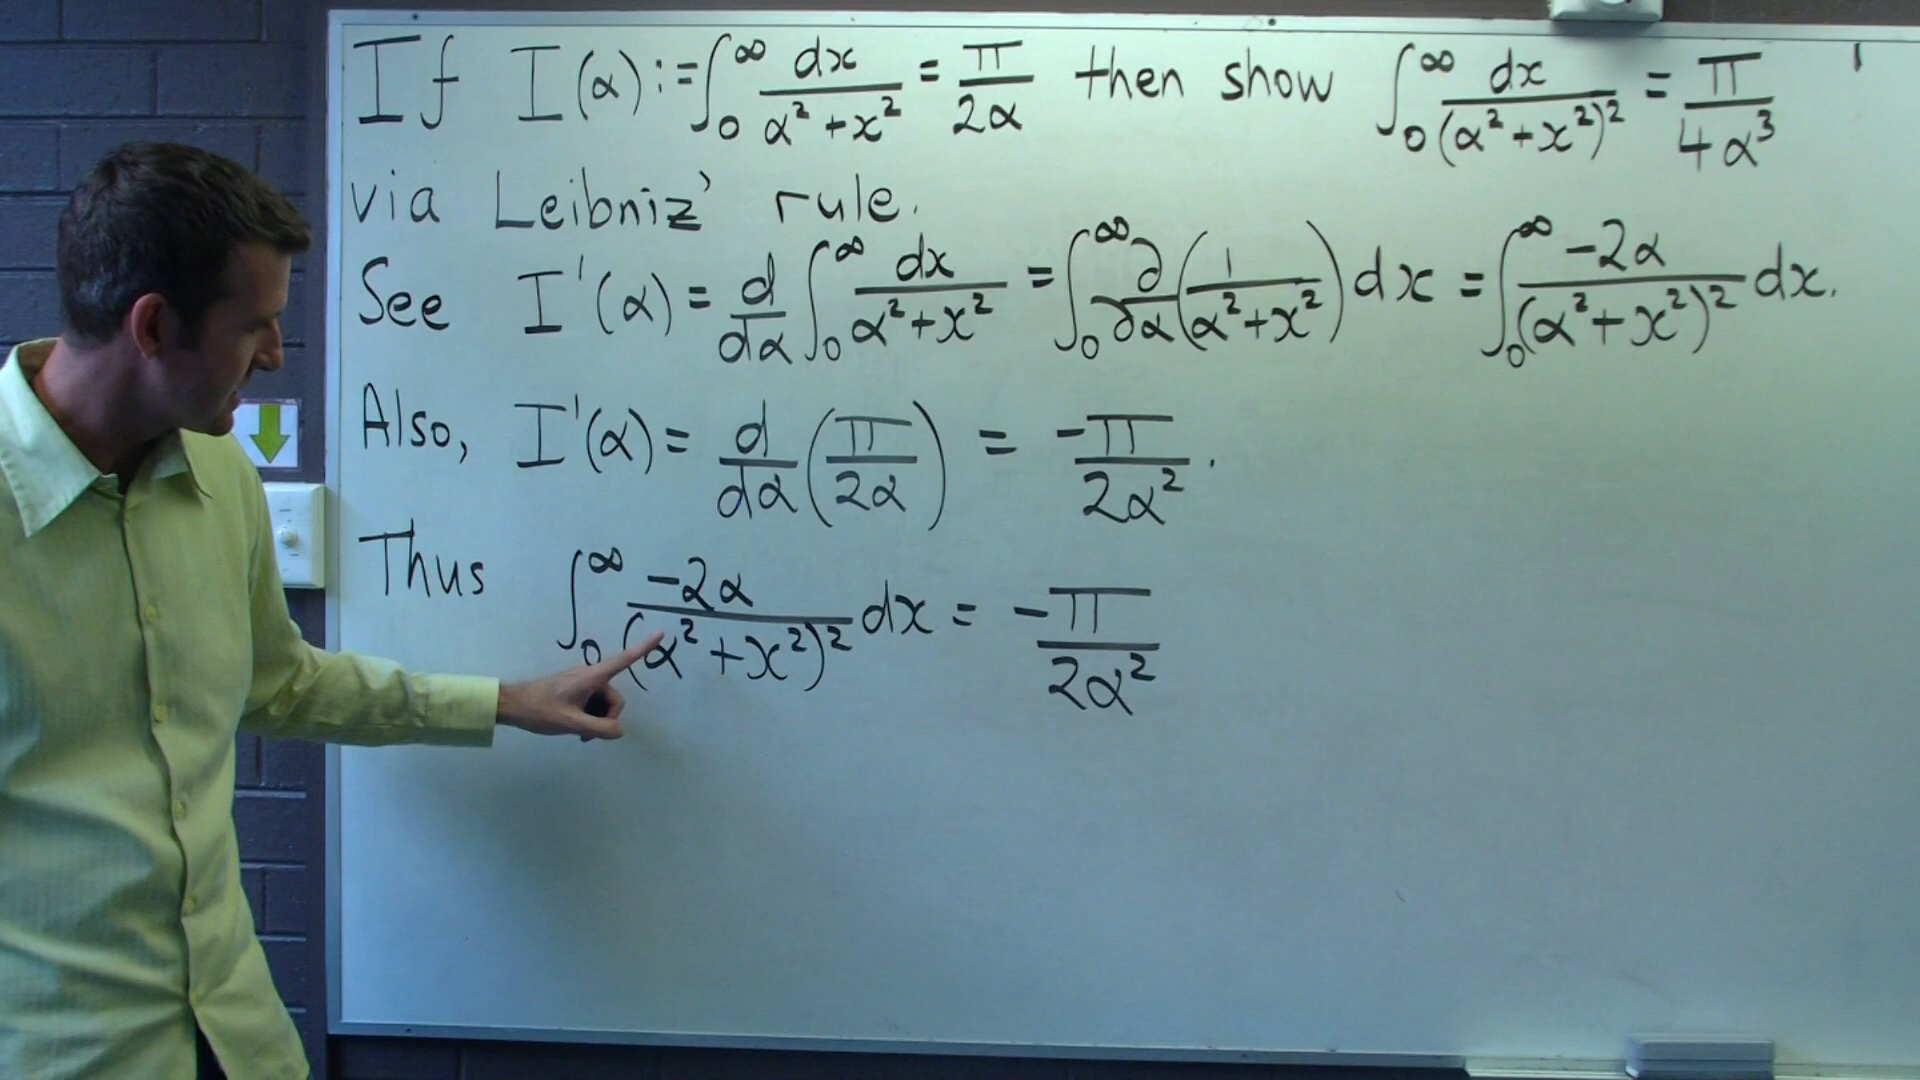 If I(α) := ∫₀^∞ dx/(α² + x²) = π/2α then show ∫₀^∞ dx/(α² + x²)² = π/4α³
via Leibniz' rule.
See I'(α) = d/dα ∫₀^∞ dx/(α² + x²) = ∫₀^∞ ∂/∂α (1/(α² + x²)) dx = ∫₀^∞ -2α/(α² + x²)² dx.
Also, I'(α) = d/dα (π/2α) = -π/2α².
Thus ∫₀^∞ -2α/(α² + x²)² dx = -π/2α²